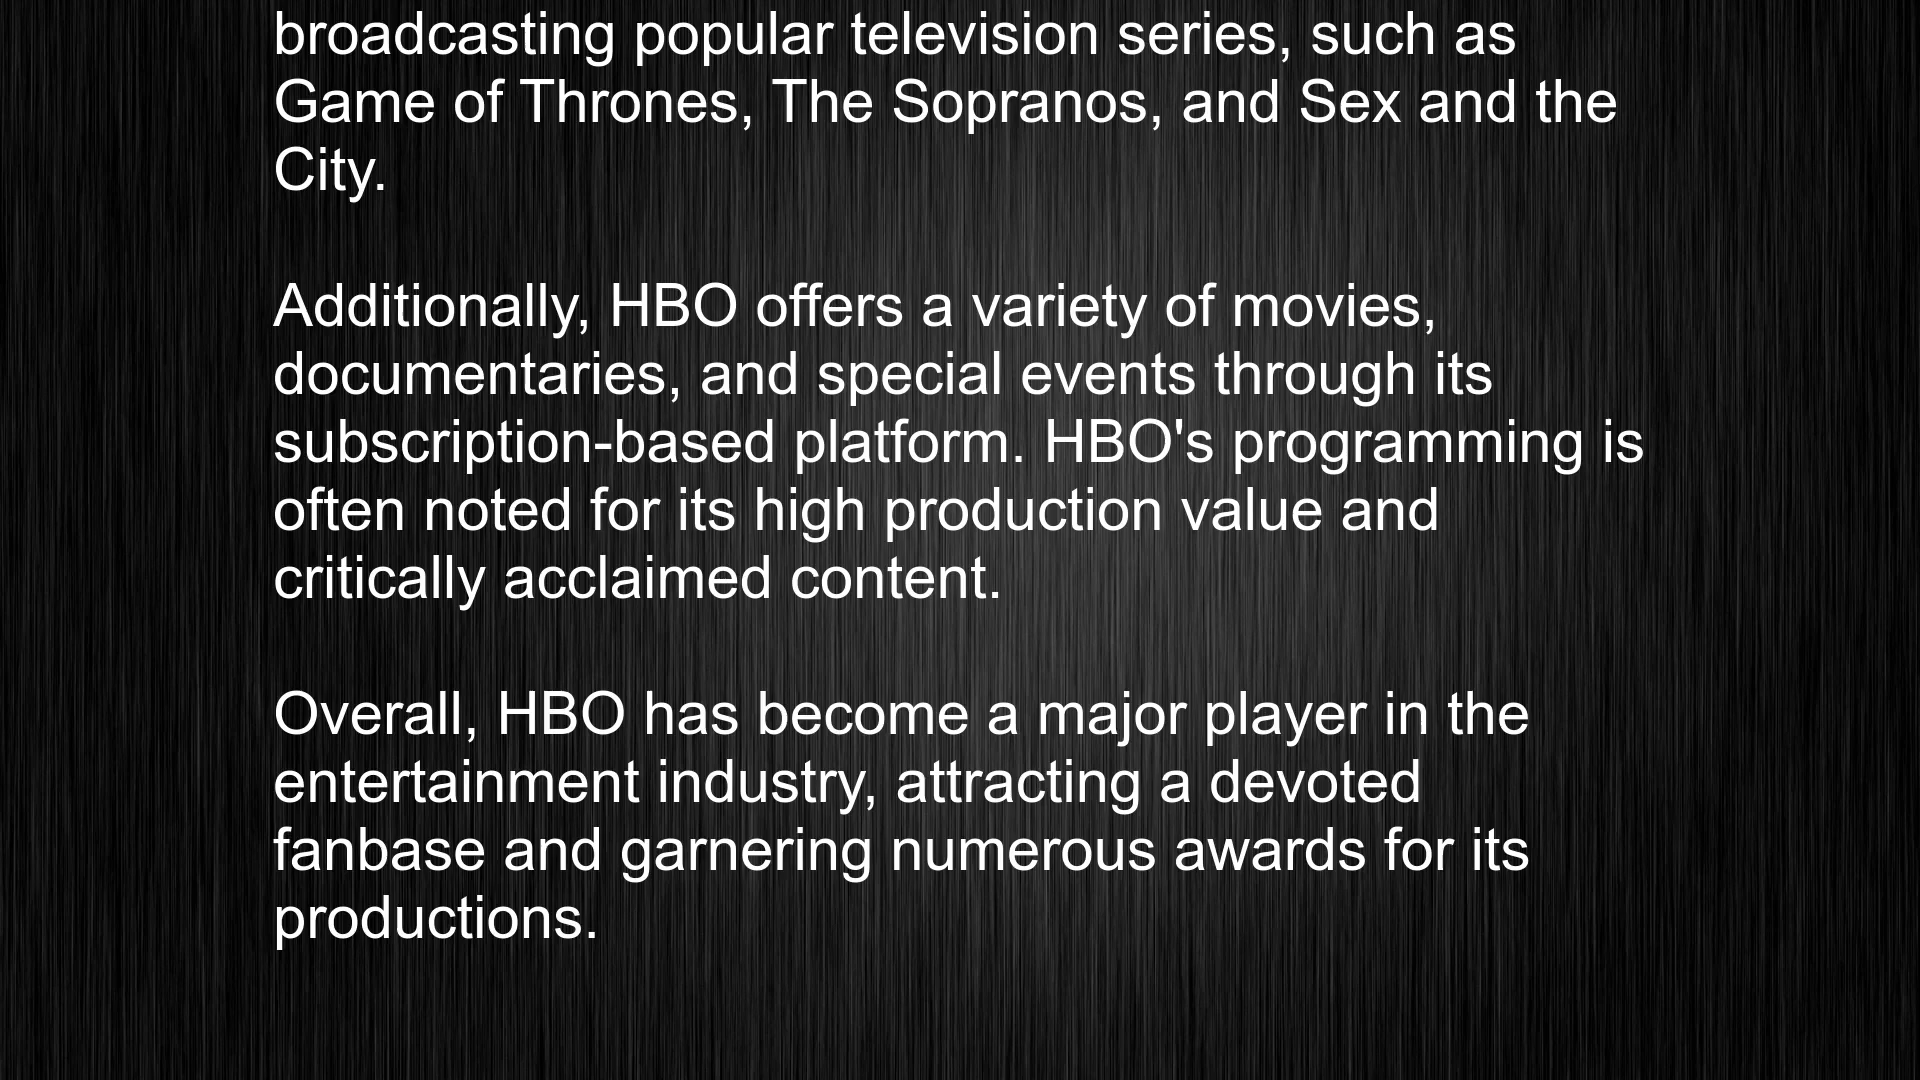 broadcasting popular television series, such as
Game of Thrones, The Sopranos, and Sex and the
City.
Additionally, HBO offers a variety of movies,
documentaries, and special events through its
subscription-based platform. HBO's programming is
often noted for its high production value and
critically acclaimed content.
Overall, HBO has become a major player in the
entertainment industry, attracting a devoted
fanbase and garnering numerous awards for its
productions.